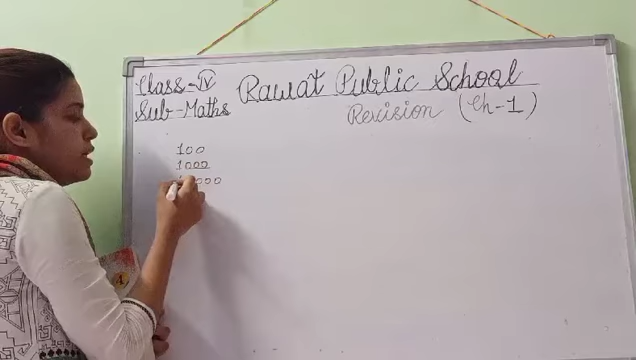 Class-IV
Rawat Public School
Sub-Maths
Revision (Ch-1)
100
1000